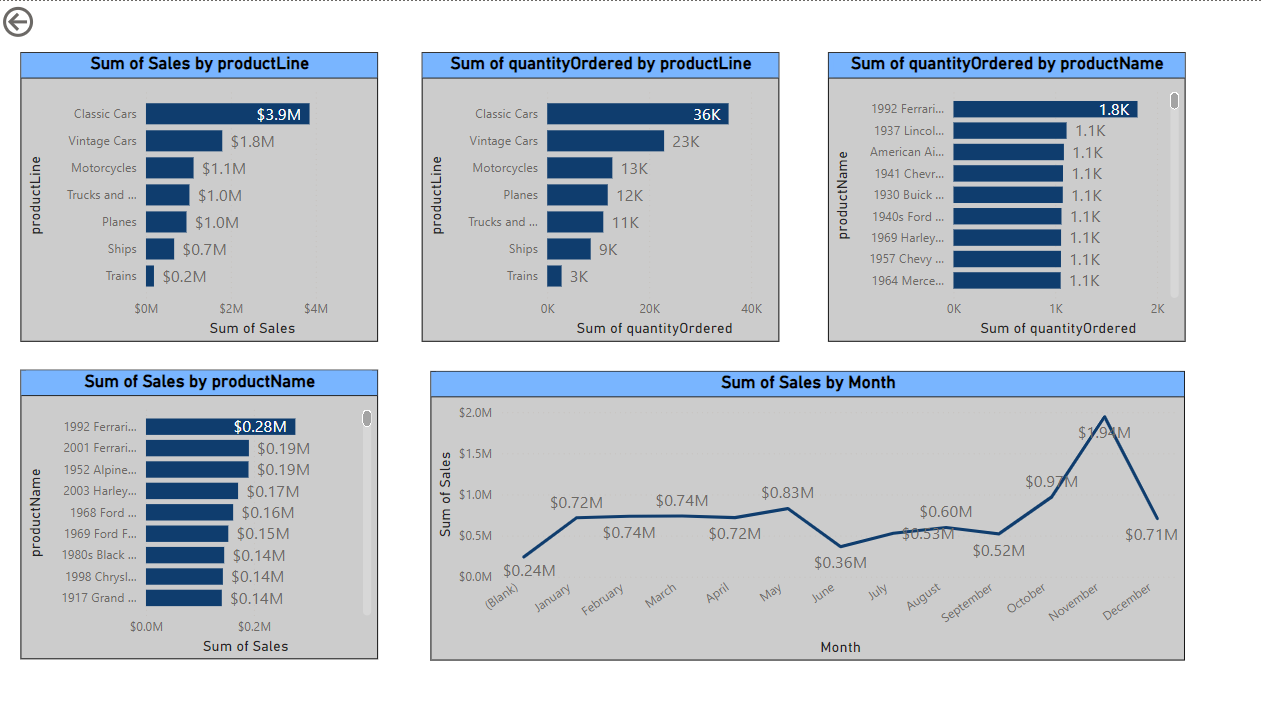 Sum of Sales by productLine
productLine
Classic Cars $3.9M
Vintage Cars $1.8M
Motorcycles $1.1M
Trucks and ... $1.0M
Planes $1.0M
Ships $0.7M
Trains $0.2M
$0M $2M $4M
Sum of Sales
Sum of quantityOrdered by productLine
productLine
Classic Cars 36K
Vintage Cars 23K
Motorcycles 13K
Planes 12K
Trucks and ... 11K
Ships 9K
Trains 3K
0K 20K 40K
Sum of quantityOrdered
Sum of quantityOrdered by productName
productName
1992 Ferrari... 1.8K
1937 Lincol... 1.1K
American Ai... 1.1K
1941 Chevr... 1.1K
1930 Buick ... 1.1K
1940s Ford ... 1.1K
1969 Harley... 1.1K
1957 Chevy ... 1.1K
1964 Merce... 1.1K
0K 1K 2K
Sum of quantityOrdered
Sum of Sales by productName
productName
1992 Ferrari... $0.28M
2001 Ferrari... $0.19M
1952 Alpine... $0.19M
2003 Harley... $0.17M
1968 Ford ... $0.16M
1969 Ford F... $0.15M
1980s Black ... $0.14M
1998 Chrysl... $0.14M
1917 Grand ... $0.14M
$0.0M $0.2M
Sum of Sales
Sum of Sales by Month
Sum of Sales
$2.0M
$1.5M
$1.0M
$0.5M
$0.0M
$0.24M $0.72M $0.74M $0.74M $0.72M $0.83M $0.36M $0.53M $0.60M $0.52M $0.97M $1.94M $0.71M
(Blank) January February March April May June July August September October November December
Month